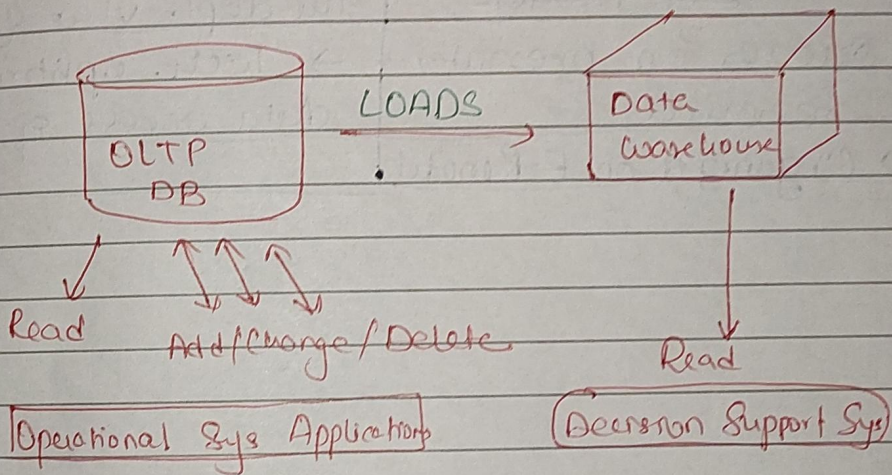 OLTP
DB
LOADS
Data
Warehouse
Read
Add/Change/Delete
Read
Operational Sys Applications
Decision Support Sys